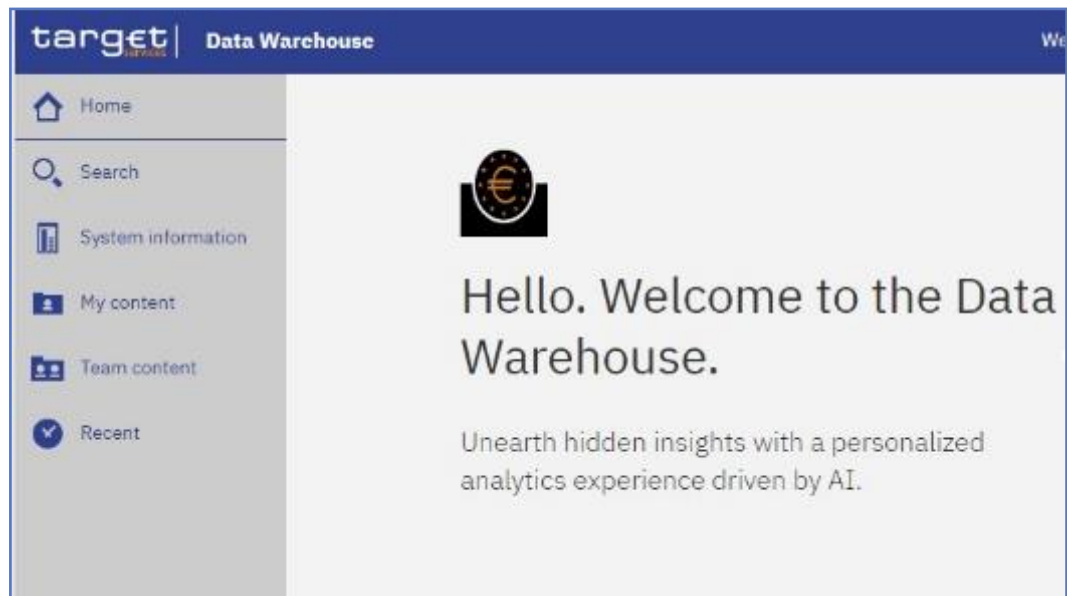 target
services
Data Warehouse
We
Home
Search
System information
My content
Team content
Recent
€
Hello. Welcome to the Data
Warehouse.
Unearth hidden insights with a personalized
analytics experience driven by AI.